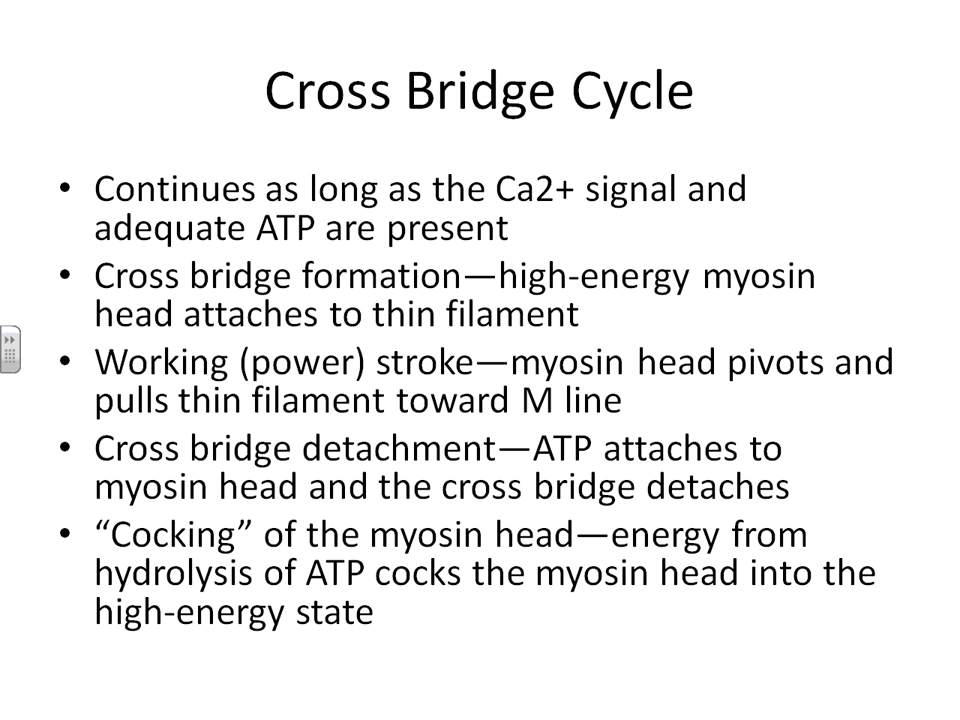 Cross Bridge Cycle
• Continues as long as the Ca2+ signal and
adequate ATP are present
• Cross bridge formation—high-energy myosin
head attaches to thin filament
• Working (power) stroke—myosin head pivots and
pulls thin filament toward M line
• Cross bridge detachment—ATP attaches to
myosin head and the cross bridge detaches
• “Cocking” of the myosin head—energy from
hydrolysis of ATP cocks the myosin head into the
high-energy state